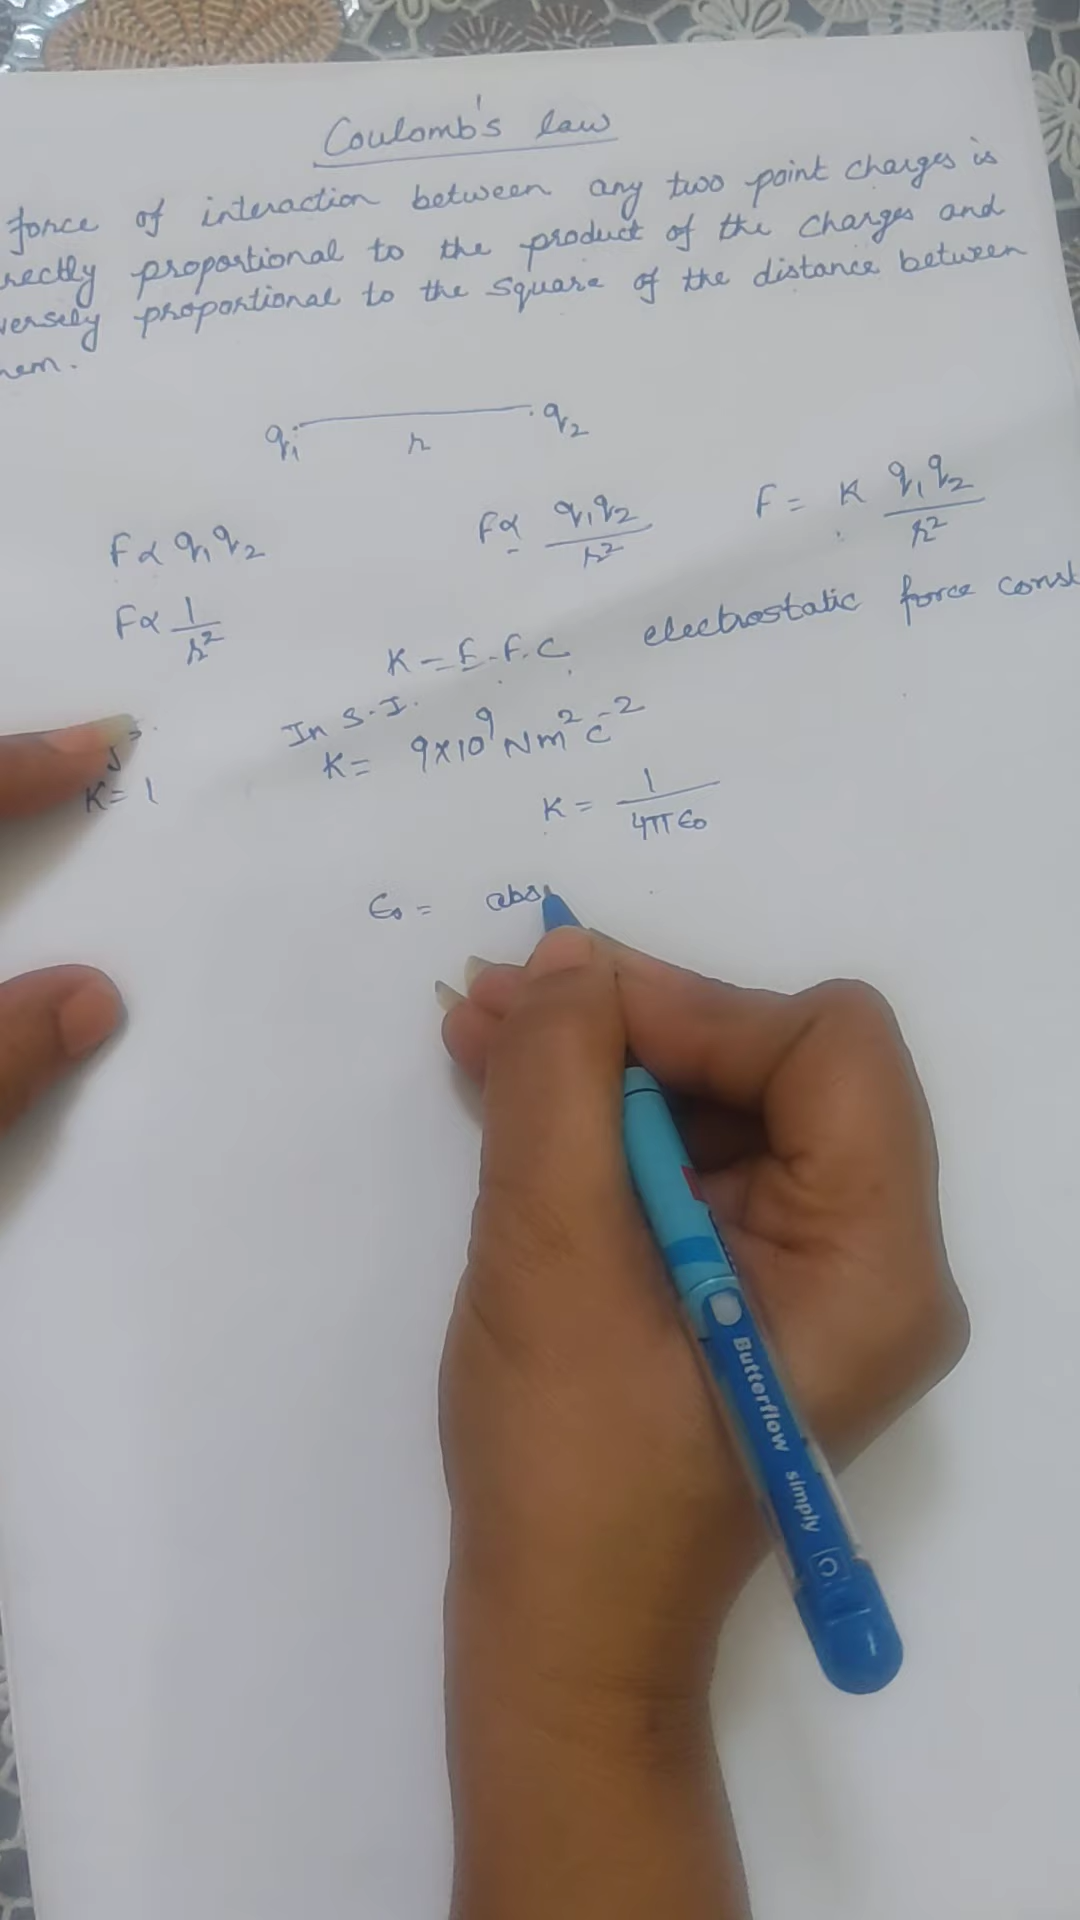 Coulomb's law
force of interaction between any two point charges is
rectly proportional to the product of the charges and
versely proportional to the square of the distance between
hem.
q₁ r q₂
F ∝ q₁q₂
F ∝ q₁q₂/r²
F = K q₁q₂/r²
F ∝ 1/r²
K = E.F.C. electrostatic force const
In S.I.
K = 9×10⁹ Nm²C⁻²
K = 1
K = 1/4πε₀
ε₀ = abs
Butterflow simply